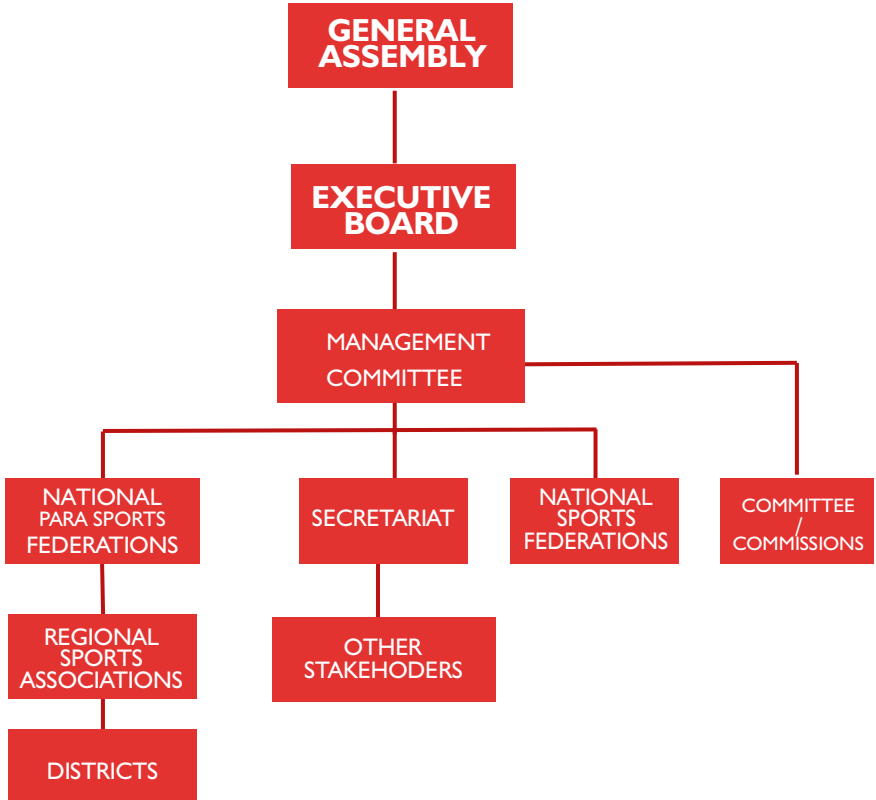 GENERAL
ASSEMBLY
EXECUTIVE
BOARD
MANAGEMENT
COMMITTEE
NATIONAL
PARA SPORTS
FEDERATIONS
SECRETARIAT
NATIONAL
SPORTS
FEDERATIONS
COMMITTEE
/
COMMISSIONS
REGIONAL
SPORTS
ASSOCIATIONS
OTHER
STAKEHODERS
DISTRICTS